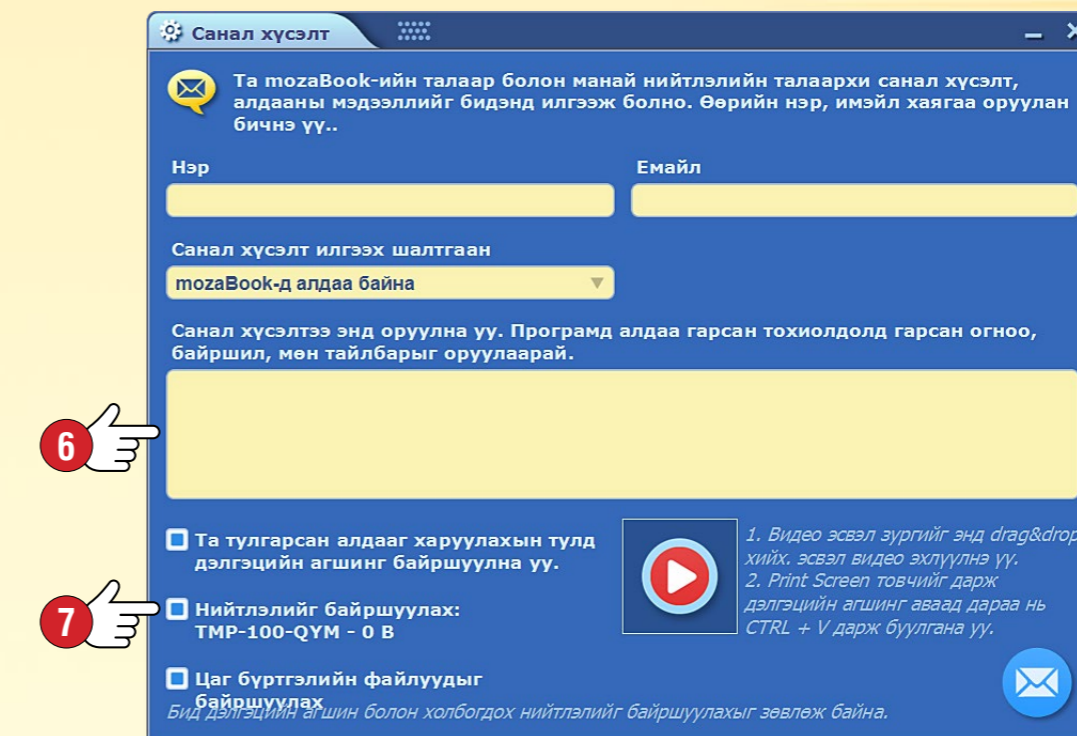 Санал хүсэлт
Та mozaBook-ийн талаар болон манай нийтлэлийн талаархи санал хүсэлт,
алдааны мэдээллийг бидэнд илгээж болно. Өөрийн нэр, имэйл хаягаа оруулан
бичнэ үү..
Нэр
Емайл
Санал хүсэлт илгээх шалтгаан
mozaBook-д алдаа байна
Санал хүсэлтээ энд оруулна уу. Програмд алдаа гарсан тохиолдолд гарсан огноо,
байршил, мөн тайлбарыг оруулаарай.
6
Та тулгарсан алдааг харуулахын тулд
дэлгэцийн агшинг байршуулна уу.
7
Нийтлэлийг байршуулах:
TMP-100-QYM - 0 B
Цаг бүртгэлийн файлуудыг
байршуулах
1. Видео эсвэл зургийг энд drag&drop
хийх. эсвэл видео эхлүүлнэ үү.
2. Print Screen товчийг дарж
дэлгэцийн агшинг аваад дараа нь
CTRL + V дарж буулгана уу.
Бид дэлгэцийн агшин болон холбогдох нийтлэлийг байршуулахыг зөвлөж байна.